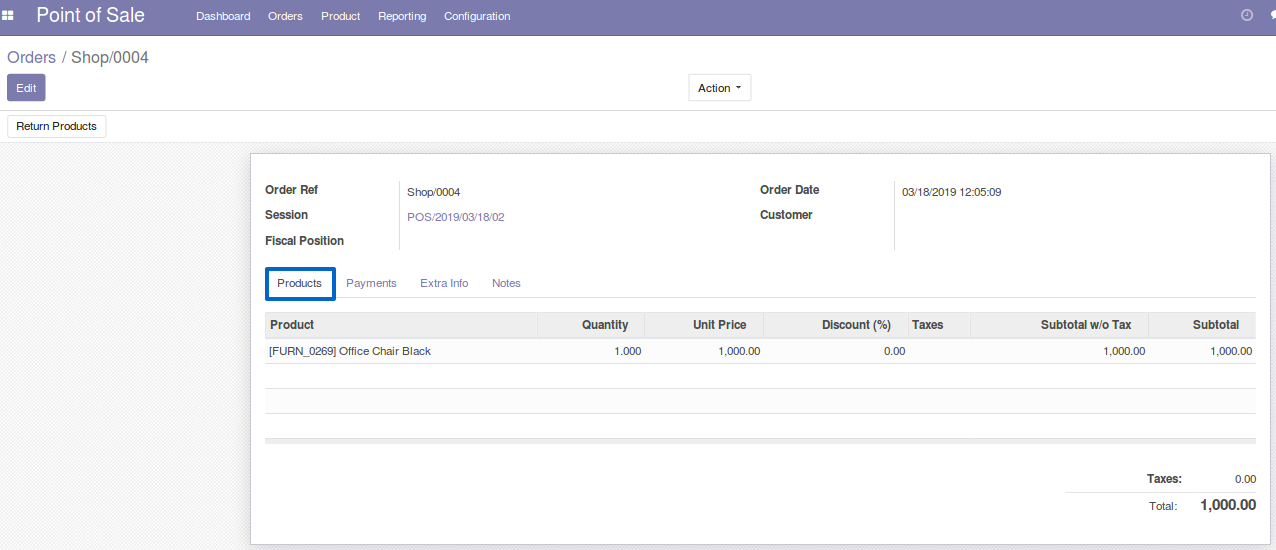 Point of Sale Dashboard Orders Product Reporting Configuration
Orders / Shop/0004
Edit Action
Return Products
Order Ref Shop/0004 Order Date 03/18/2019 12:05:09
Session POS/2019/03/18/02 Customer
Fiscal Position
Products Payments Extra Info Notes
Product Quantity Unit Price Discount (%) Taxes Subtotal w/o Tax Subtotal
[FURN_0269] Office Chair Black 1.000 1,000.00 0.00 1,000.00 1,000.00
Taxes: 0.00
Total: 1,000.00